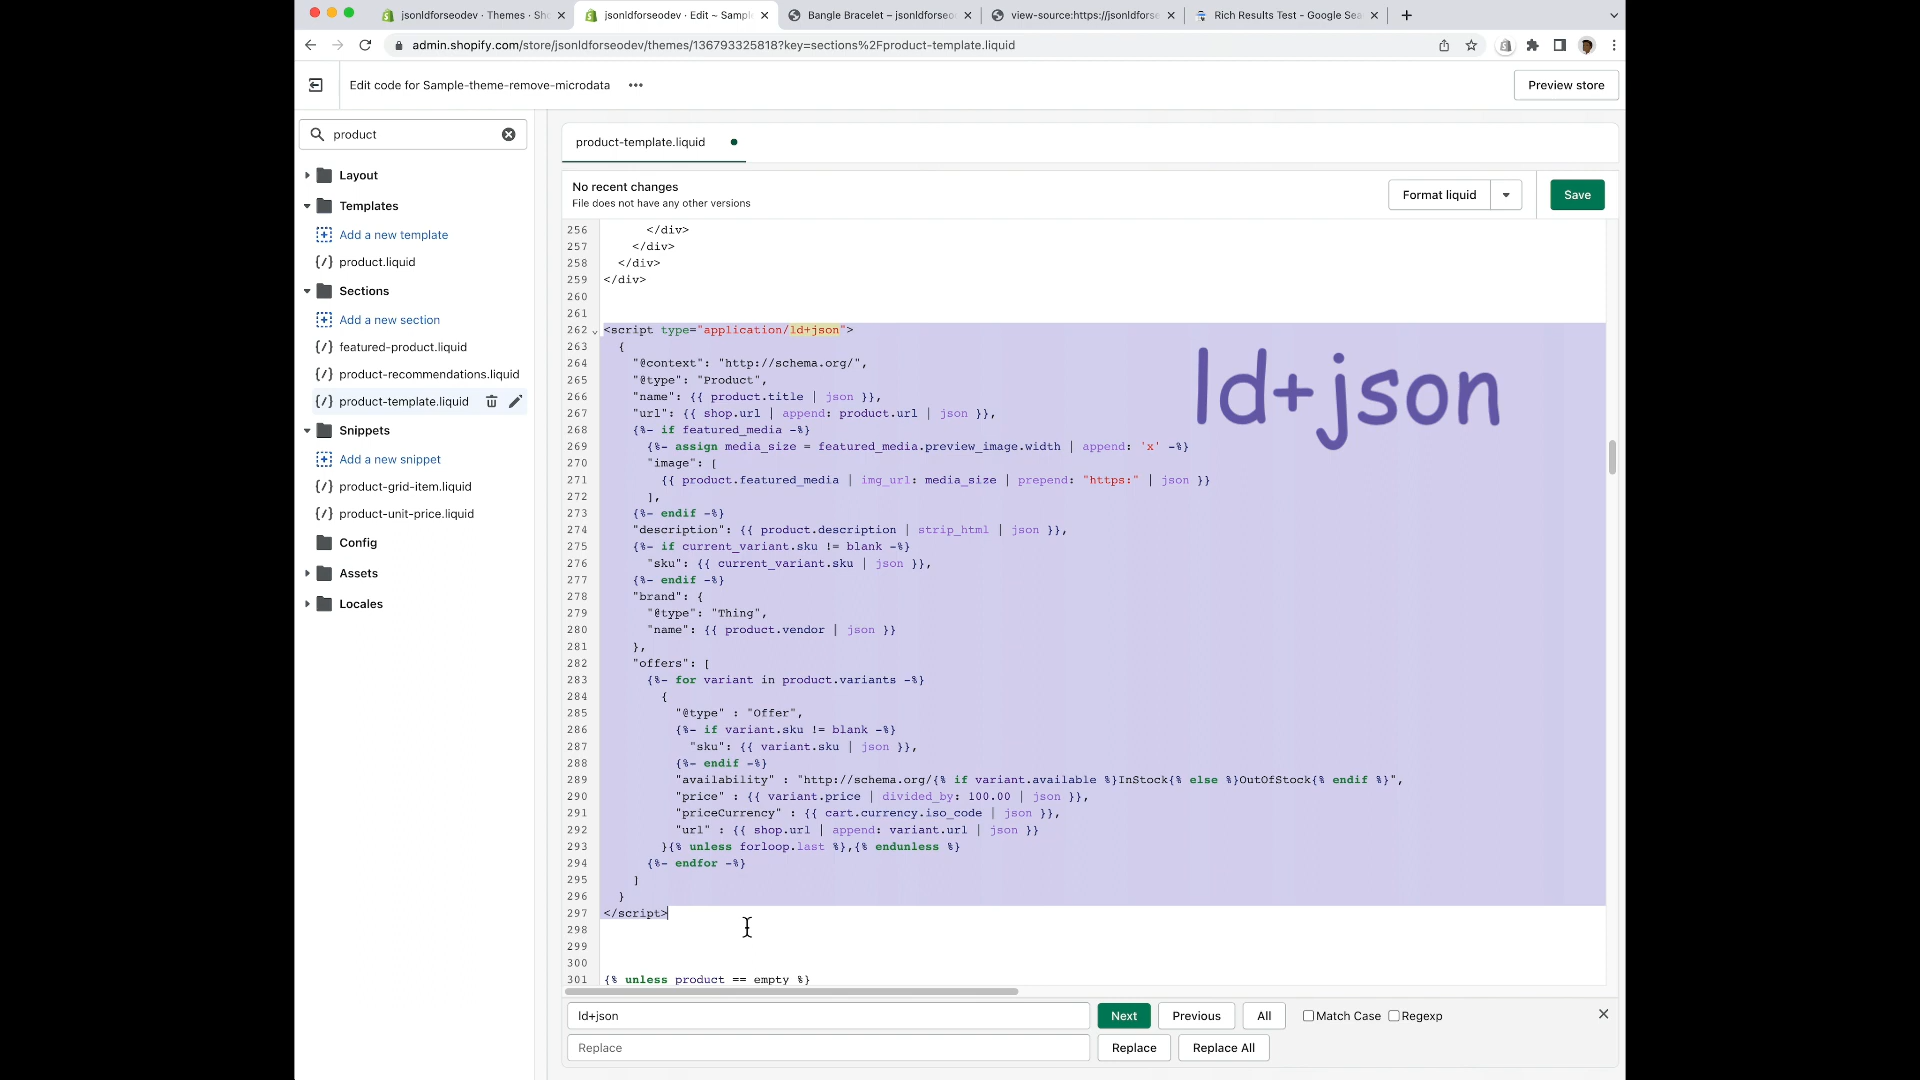 jsonldforseodev · Themes · Sho
jsonldforseodev · Edit ~ Sample
Bangle Bracelet – jsonldforseo
view-source:https://jsonldforse
Rich Results Test - Google Sea
admin.shopify.com/store/jsonldforseodev/themes/136793325818?key=sections%2Fproduct-template.liquid
Edit code for Sample-theme-remove-microdata
Preview store
product
Layout
Templates
Add a new template
{/} product.liquid
Sections
Add a new section
{/} featured-product.liquid
{/} product-recommendations.liquid
{/} product-template.liquid
Snippets
Add a new snippet
{/} product-grid-item.liquid
{/} product-unit-price.liquid
Config
Assets
Locales
product-template.liquid
No recent changes
File does not have any other versions
Format liquid
Save
256 </div>
257 </div>
258 </div>
259 </div>
260
261
262 <script type="application/ld+json">
263 {
264 "@context": "http://schema.org/",
265 "@type": "Product",
266 "name": {{ product.title | json }},
267 "url": {{ shop.url | append: product.url | json }},
268 {%- if featured_media -%}
269 {%- assign media_size = featured_media.preview_image.width | append: 'x' -%}
270 "image": [
271 {{ product.featured_media | img_url: media_size | prepend: "https:" | json }}
272 ],
273 {%- endif -%}
274 "description": {{ product.description | strip_html | json }},
275 {%- if current_variant.sku != blank -%}
276 "sku": {{ current_variant.sku | json }},
277 {%- endif -%}
278 "brand": {
279 "@type": "Thing",
280 "name": {{ product.vendor | json }}
281 },
282 "offers": [
283 {%- for variant in product.variants -%}
284 {
285 "@type" : "Offer",
286 {%- if variant.sku != blank -%}
287 "sku": {{ variant.sku | json }},
288 {%- endif -%}
289 "availability" : "http://schema.org/{% if variant.available %}InStock{% else %}OutOfStock{% endif %}",
290 "price" : {{ variant.price | divided_by: 100.00 | json }},
291 "priceCurrency" : {{ cart.currency.iso_code | json }},
292 "url" : {{ shop.url | append: variant.url | json }}
293 }{% unless forloop.last %},{% endunless %}
294 {%- endfor -%}
295 ]
296 }
297 </script>
298
299
300
301 {% unless product == empty %}
ld+json
ld+json
Next
Previous
All
Match Case
Regexp
Replace
Replace
Replace All